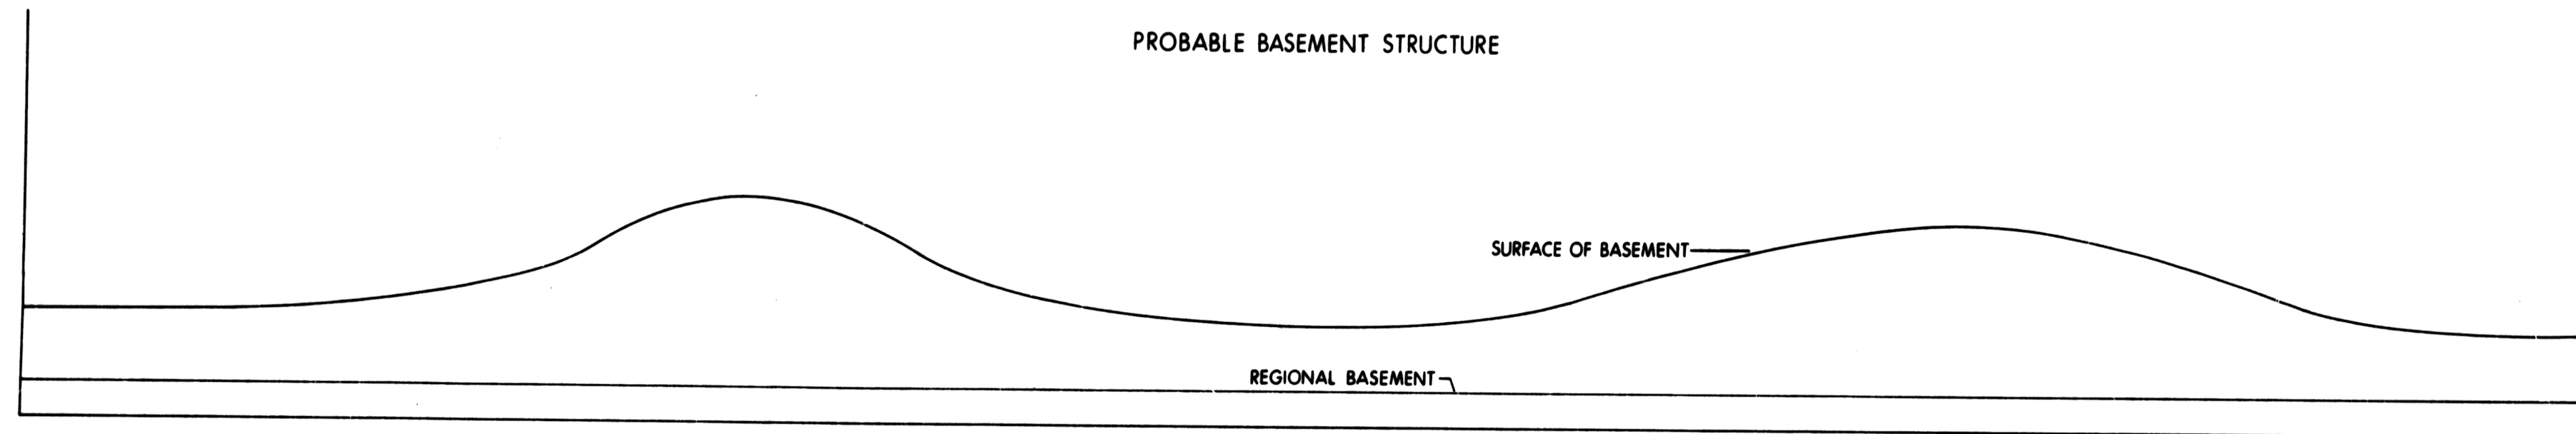 PROBABLE BASEMENT STRUCTURE
SURFACE OF BASEMENT
REGIONAL BASEMENT